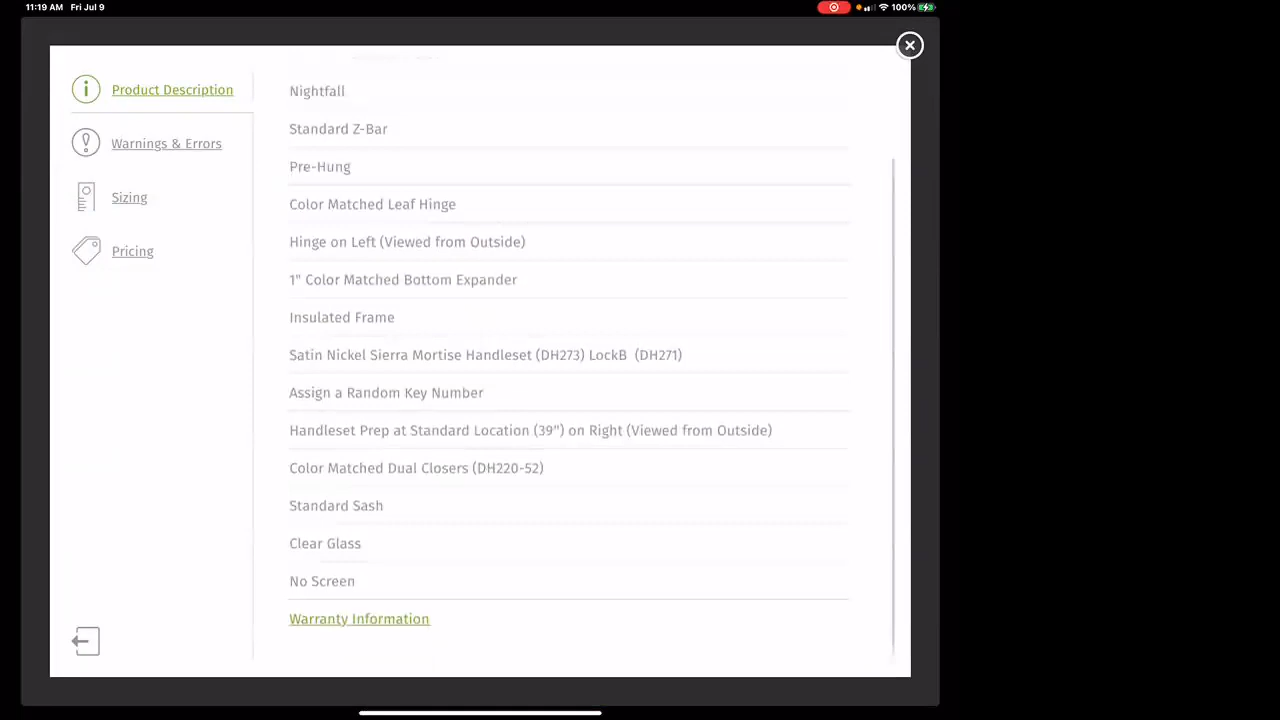 11:19 AM Fri Jul 9
100%
Product Description
Warnings & Errors
Sizing
Pricing
Nightfall
Standard Z-Bar
Pre-Hung
Color Matched Leaf Hinge
Hinge on Left (Viewed from Outside)
1" Color Matched Bottom Expander
Insulated Frame
Satin Nickel Sierra Mortise Handleset (DH273) LockB  (DH271)
Assign a Random Key Number
Handleset Prep at Standard Location (39") on Right (Viewed from Outside)
Color Matched Dual Closers (DH220-52)
Standard Sash
Clear Glass
No Screen
Warranty Information